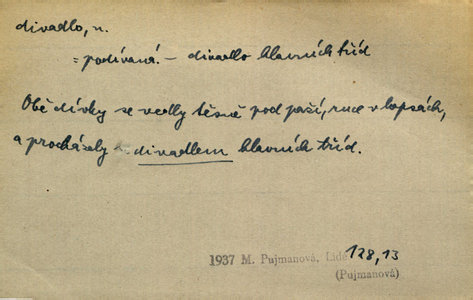 divadlo, n.
= podívaná. – divadlo hlavních tříd
Obě dívky se vedly těsně pod paží, ruce v kapsách,
a procházely divadlem hlavních tříd.
1937 M. Pujmanová, Lidé 128,13
(Pujmanová)